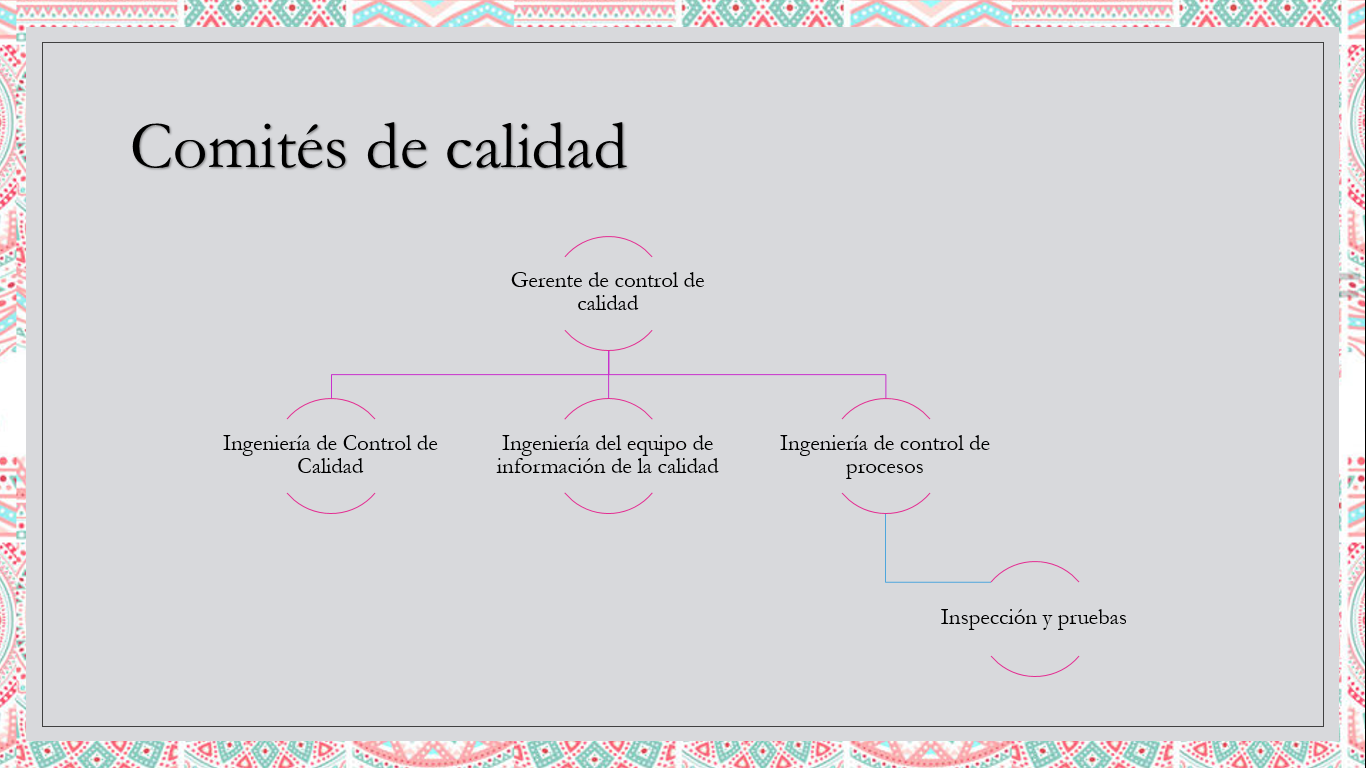 Comités de calidad
Gerente de control de
calidad
Ingeniería de Control de
Calidad
Ingeniería del equipo de
información de la calidad
Ingeniería de control de
procesos
Inspección y pruebas